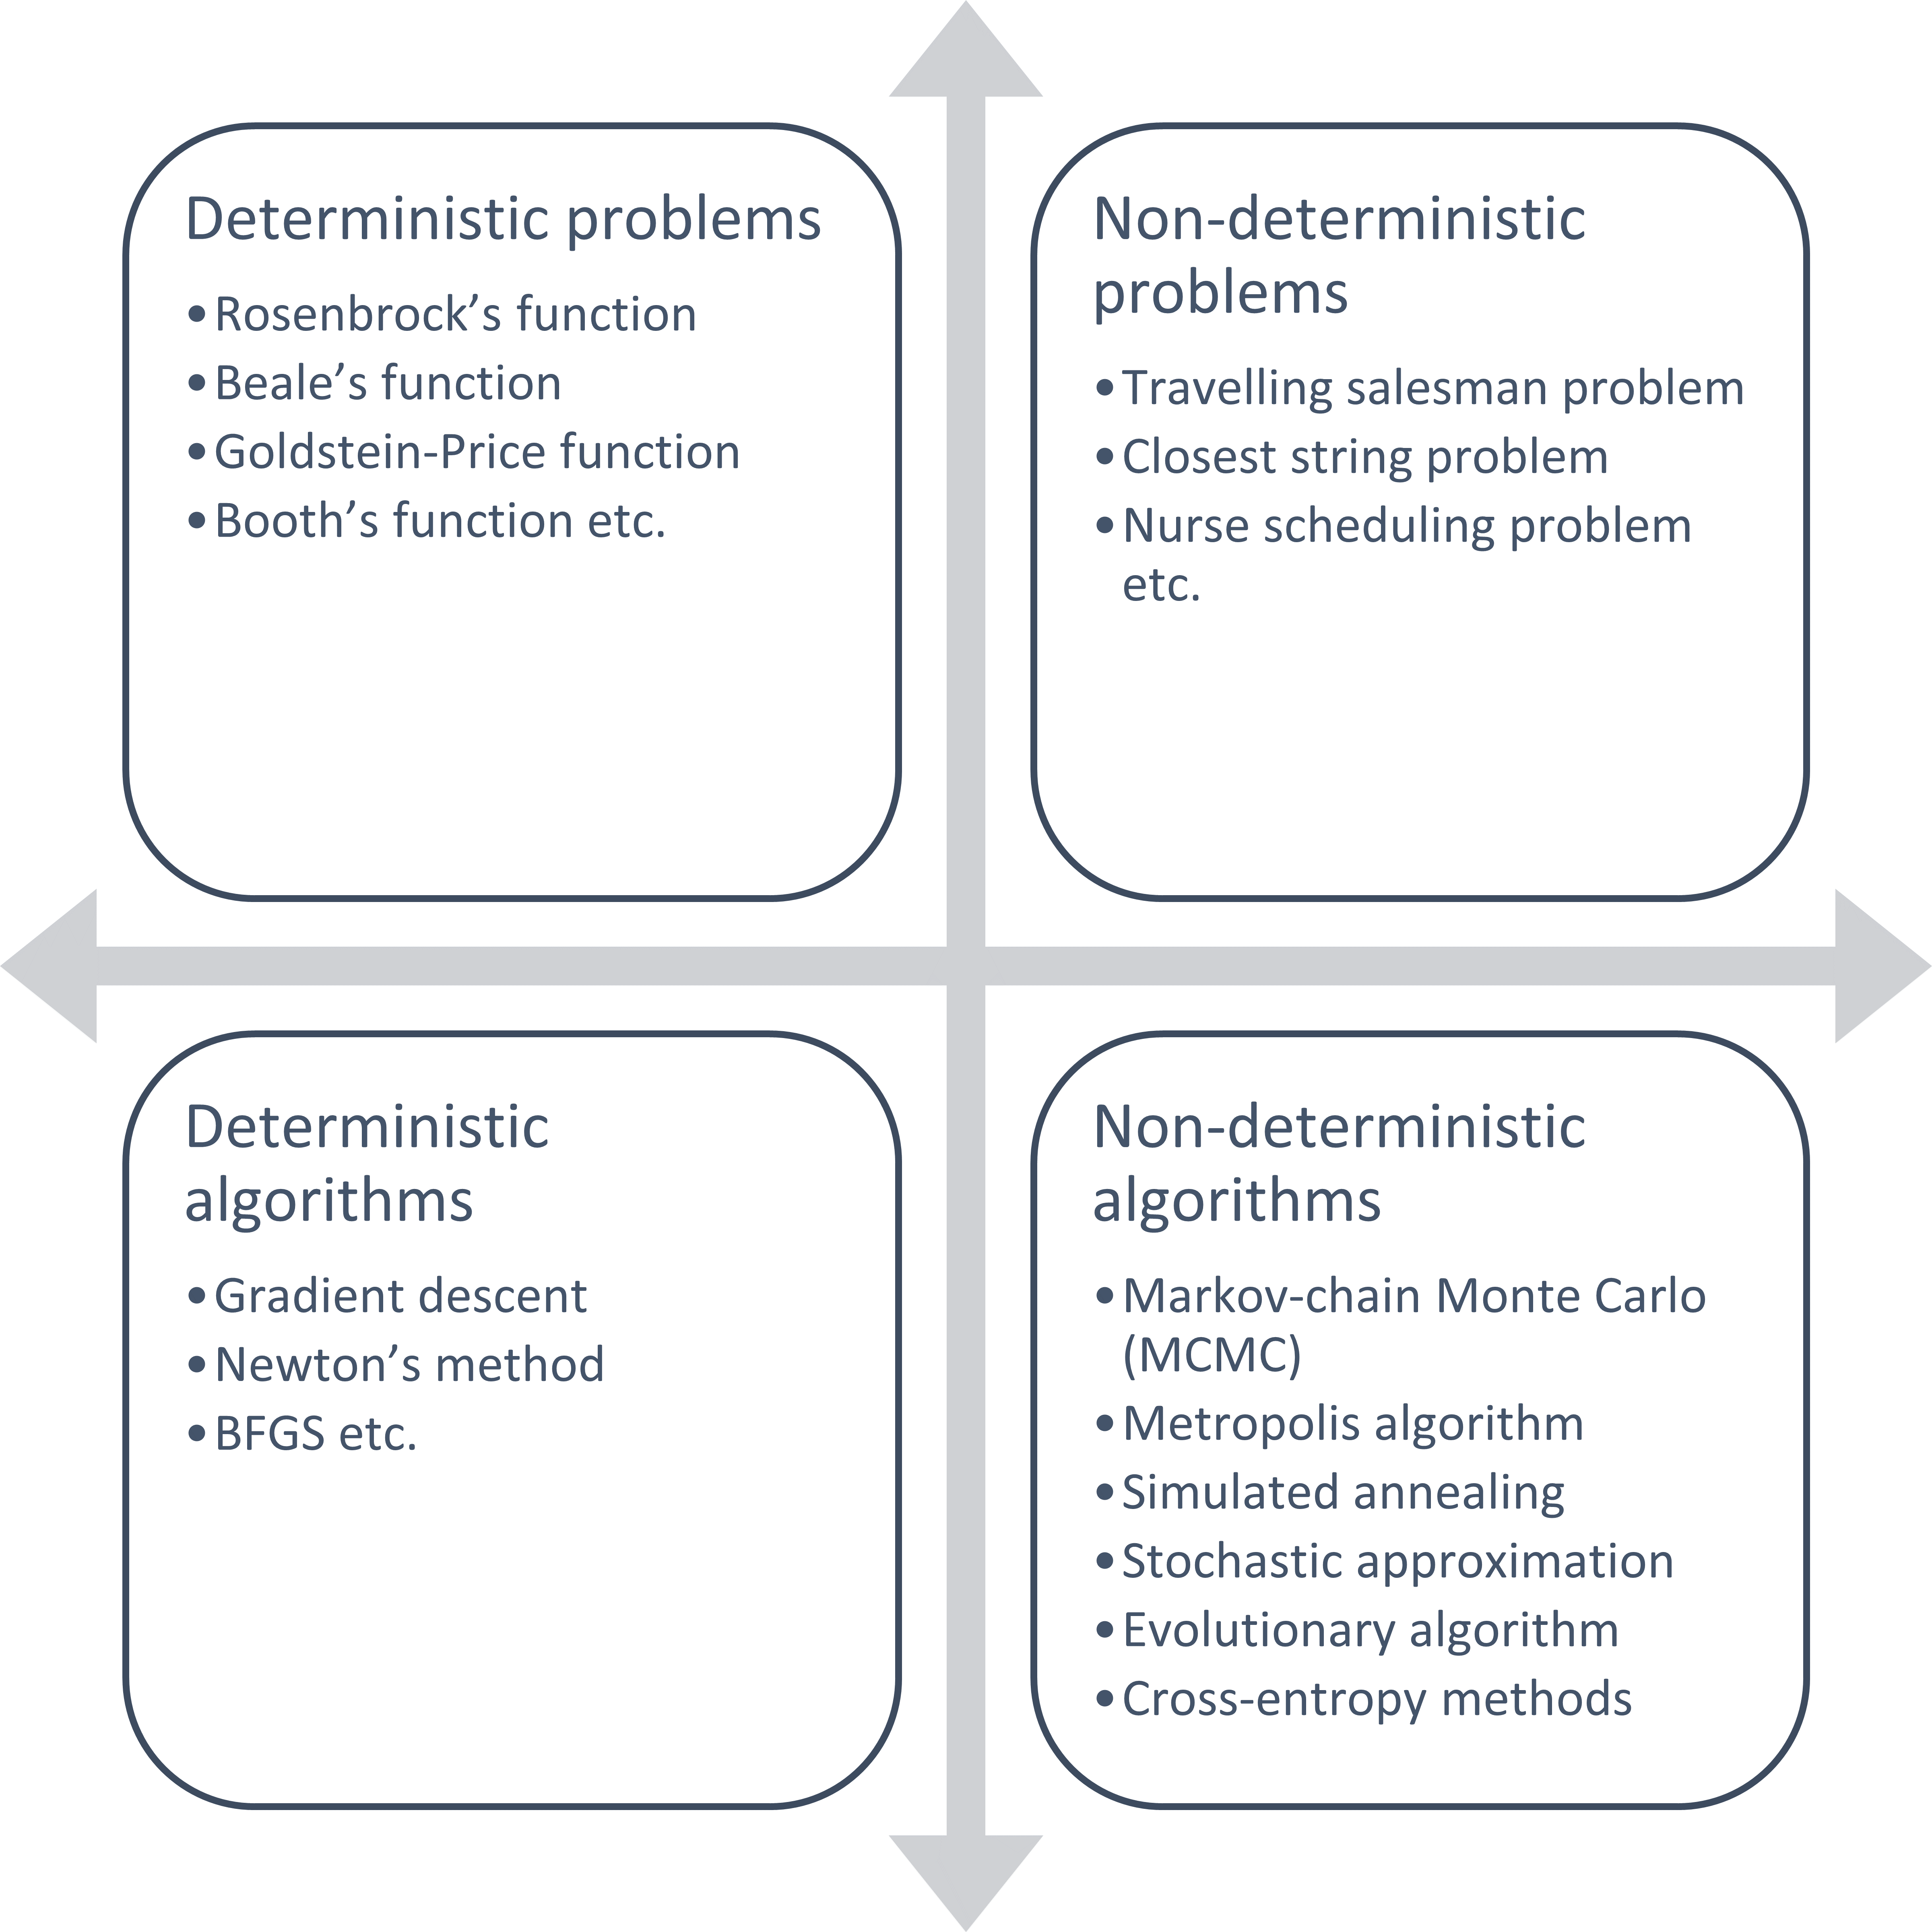 Deterministic problems
• Rosenbrock’s function
• Beale’s function
• Goldstein-Price function
• Booth’s function etc.
Non-deterministic
problems
• Travelling salesman problem
• Closest string problem
• Nurse scheduling problem
etc.
Deterministic
algorithms
• Gradient descent
• Newton’s method
• BFGS etc.
Non-deterministic
algorithms
• Markov-chain Monte Carlo
(MCMC)
• Metropolis algorithm
• Simulated annealing
• Stochastic approximation
• Evolutionary algorithm
• Cross-entropy methods